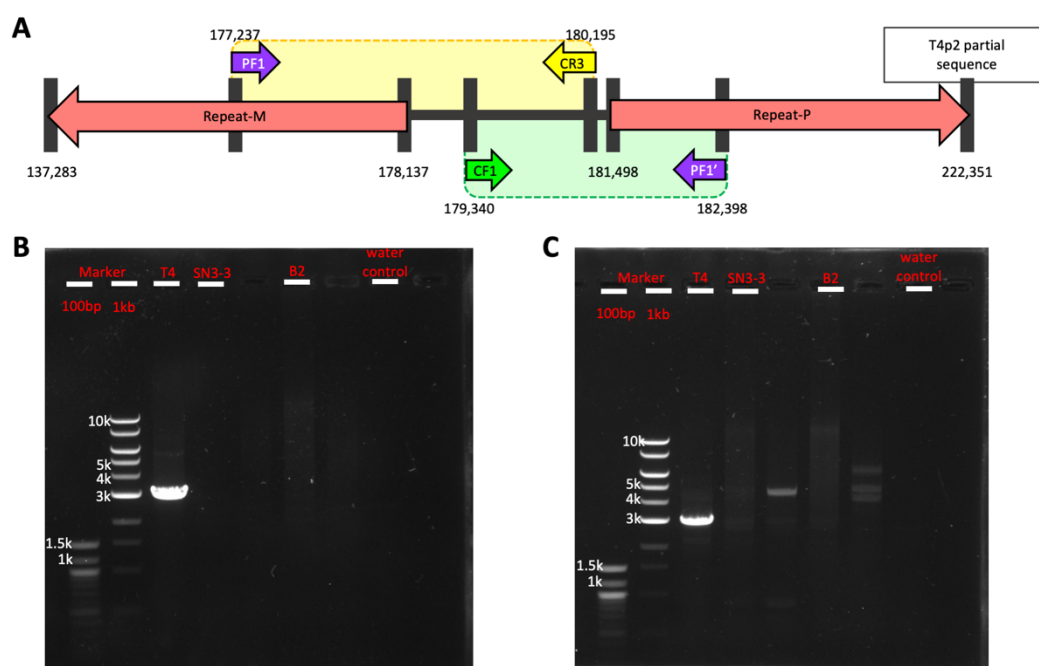 A
177,237
180,195
T4p2 partial
sequence
PF1
CR3
Repeat-M
Repeat-P
137,283
178,137
CF1
181,498
PF1’
222,351
179,340
182,398
B
Marker
T4
SN3-3
B2
water
control
100bp
1kb
10k
5k
4k
3k
1.5k
1k
C
Marker
T4
SN3-3
B2
water
control
100bp
1kb
10k
5k
4k
3k
1.5k
1k